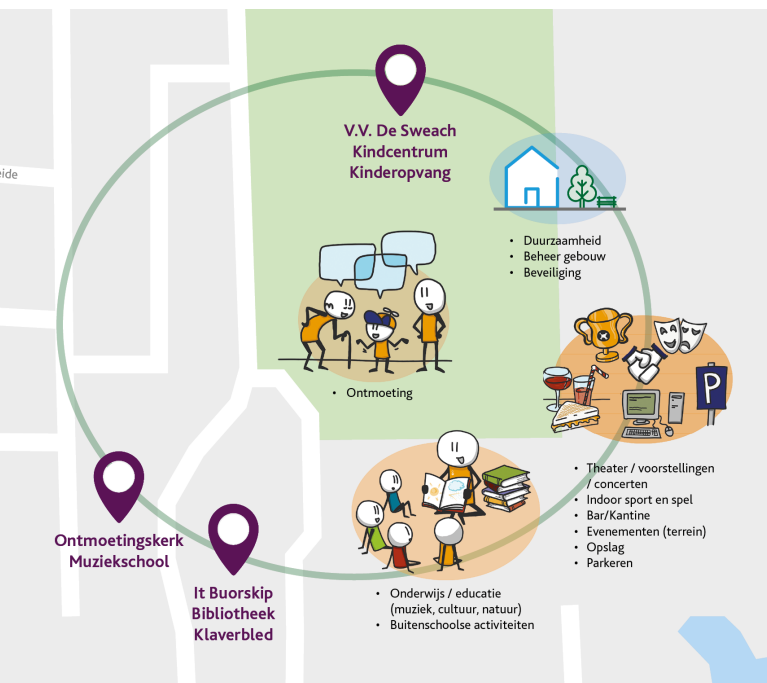 V.V. De Sweach
Kindcentrum
Kinderopvang
eide
• Duurzaamheid
• Beheer gebouw
• Beveiliging
• Ontmoeting
P
• Theater / voorstellingen
/ concerten
• Indoor sport en spel
• Bar/Kantine
• Evenementen (terrein)
• Opslag
• Parkeren
Ontmoetingskerk
Muziekschool
It Buorskip
Bibliotheek
Klaverbled
• Onderwijs / educatie
(muziek, cultuur, natuur)
• Buitenschoolse activiteiten